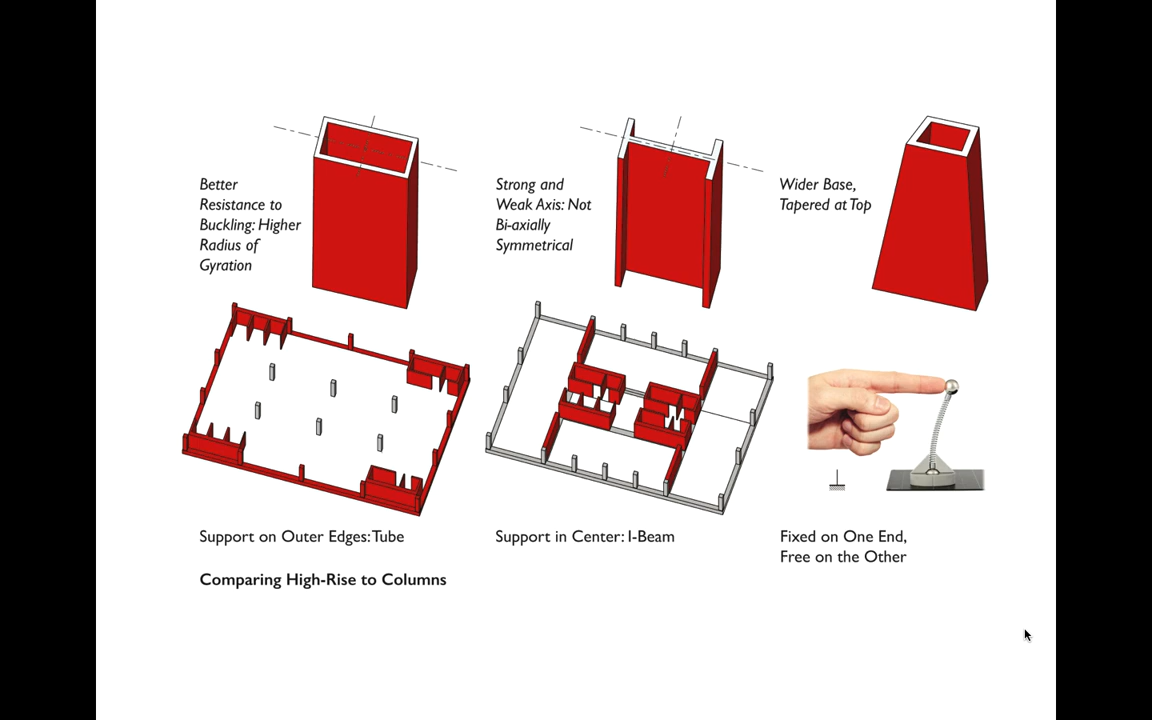 Better
Resistance to
Buckling: Higher
Radius of
Gyration
Strong and
Weak Axis: Not
Bi-axially
Symmetrical
Wider Base,
Tapered at Top
Support on Outer Edges: Tube
Support in Center: I-Beam
Fixed on One End,
Free on the Other
Comparing High-Rise to Columns